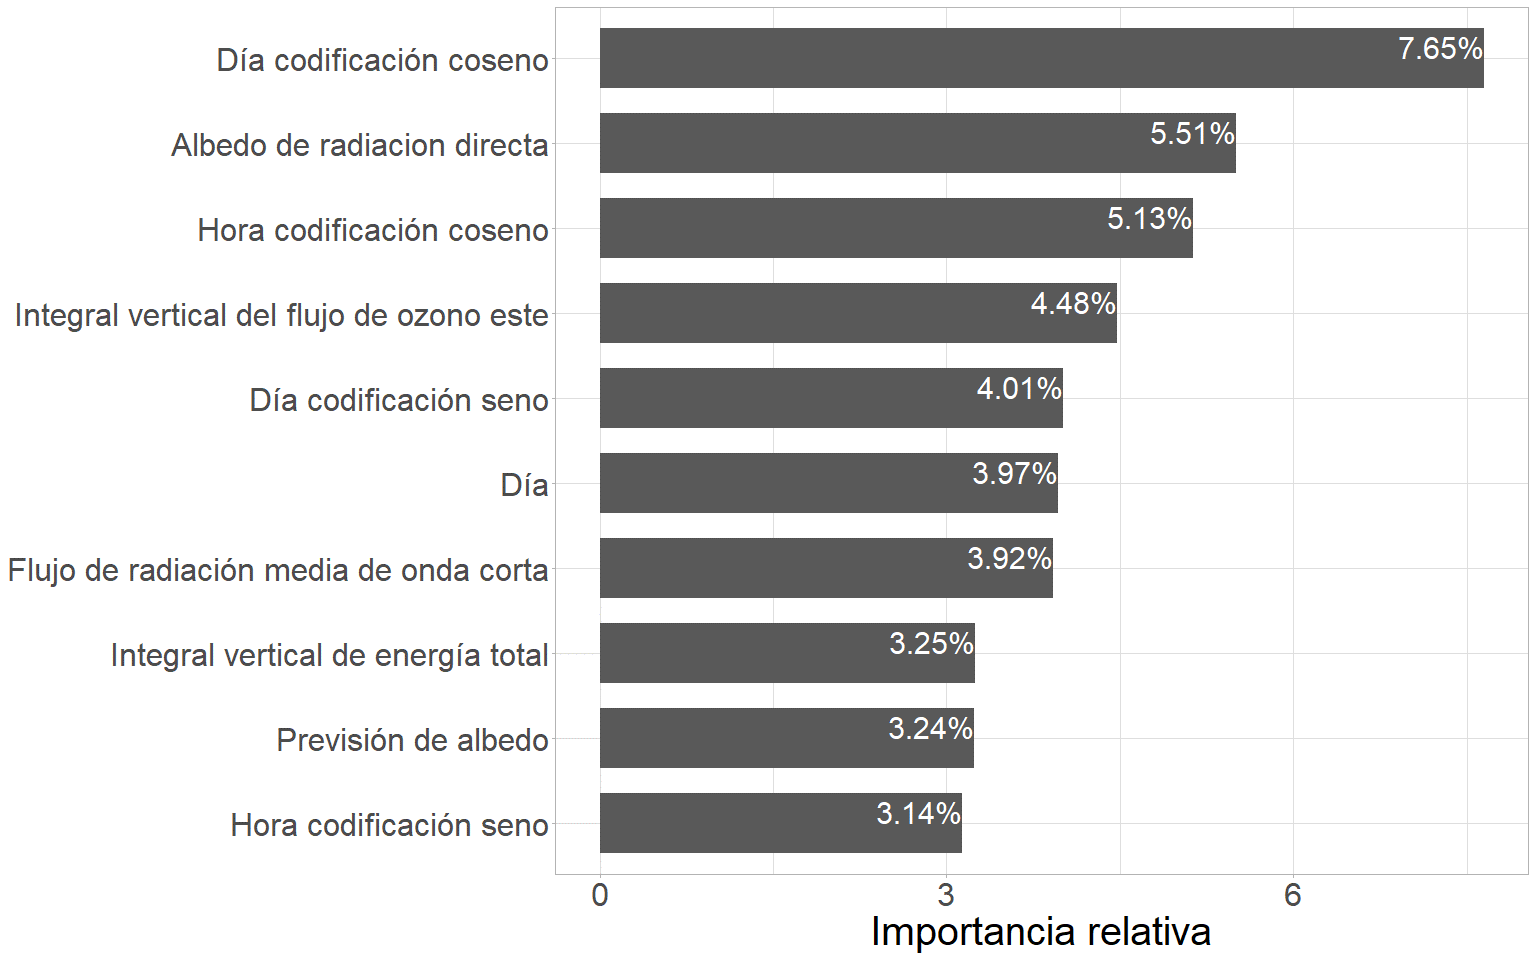 Día codificación coseno 7.65%
Albedo de radiacion directa 5.51%
Hora codificación coseno 5.13%
Integral vertical del flujo de ozono este 4.48%
Día codificación seno 4.01%
Día 3.97%
Flujo de radiación media de onda corta 3.92%
Integral vertical de energía total 3.25%
Previsión de albedo 3.24%
Hora codificación seno 3.14%
0 3 6
Importancia relativa